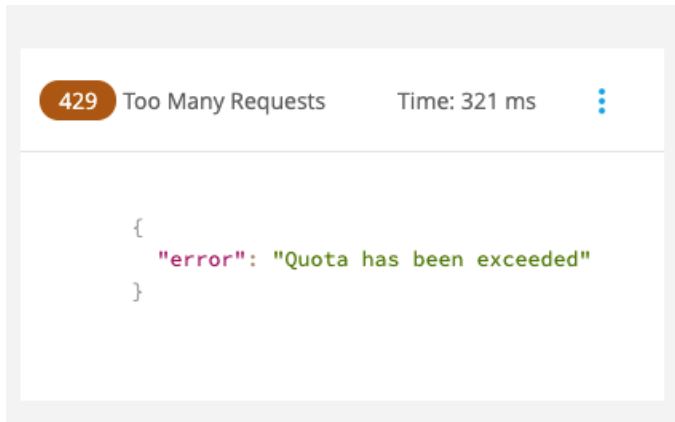 429 Too Many Requests Time: 321 ms
{
"error": "Quota has been exceeded"
}